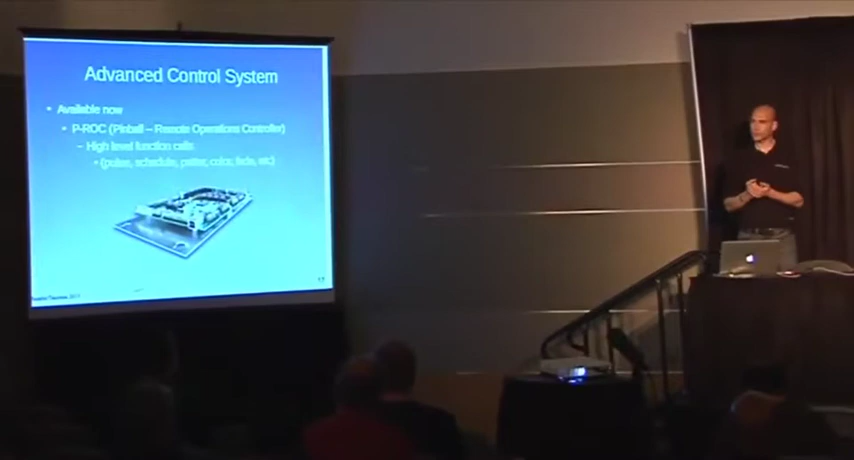 Advanced Control System
• Available now
• P-ROC (Pinball – Remote Operations Controller)
– High level function calls
• (pulse, schedule, patter, color, fade, etc)
17